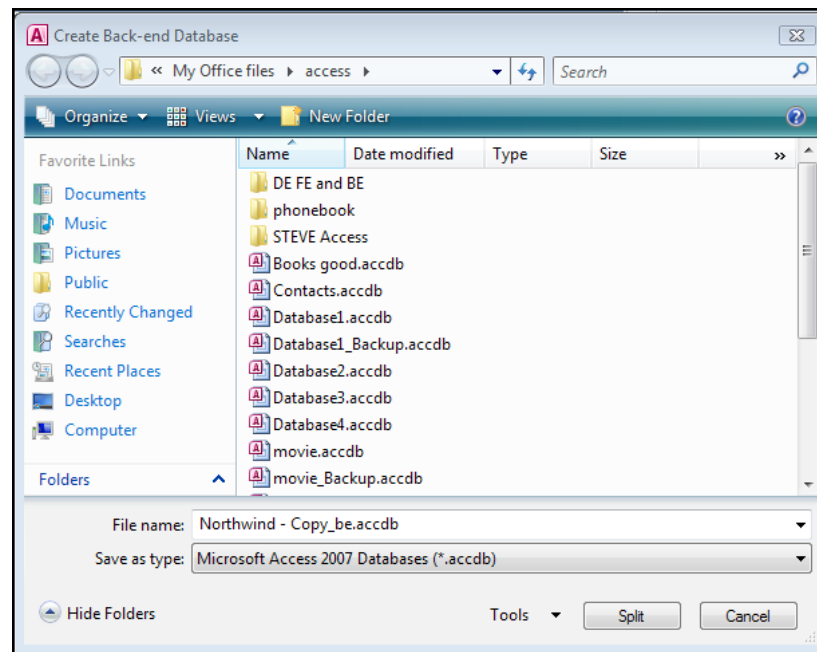 Create Back-end Database
« My Office files access
Search
Organize Views New Folder
Favorite Links
Documents
Music
Pictures
Public
Recently Changed
Searches
Recent Places
Desktop
Computer
Folders
Name Date modified Type Size »
DE FE and BE
phonebook
STEVE Access
Books good.accdb
Contacts.accdb
Database1.accdb
Database1_Backup.accdb
Database2.accdb
Database3.accdb
Database4.accdb
movie.accdb
movie_Backup.accdb
File name: Northwind - Copy_be.accdb
Save as type: Microsoft Access 2007 Databases (*.accdb)
Hide Folders Tools Split Cancel